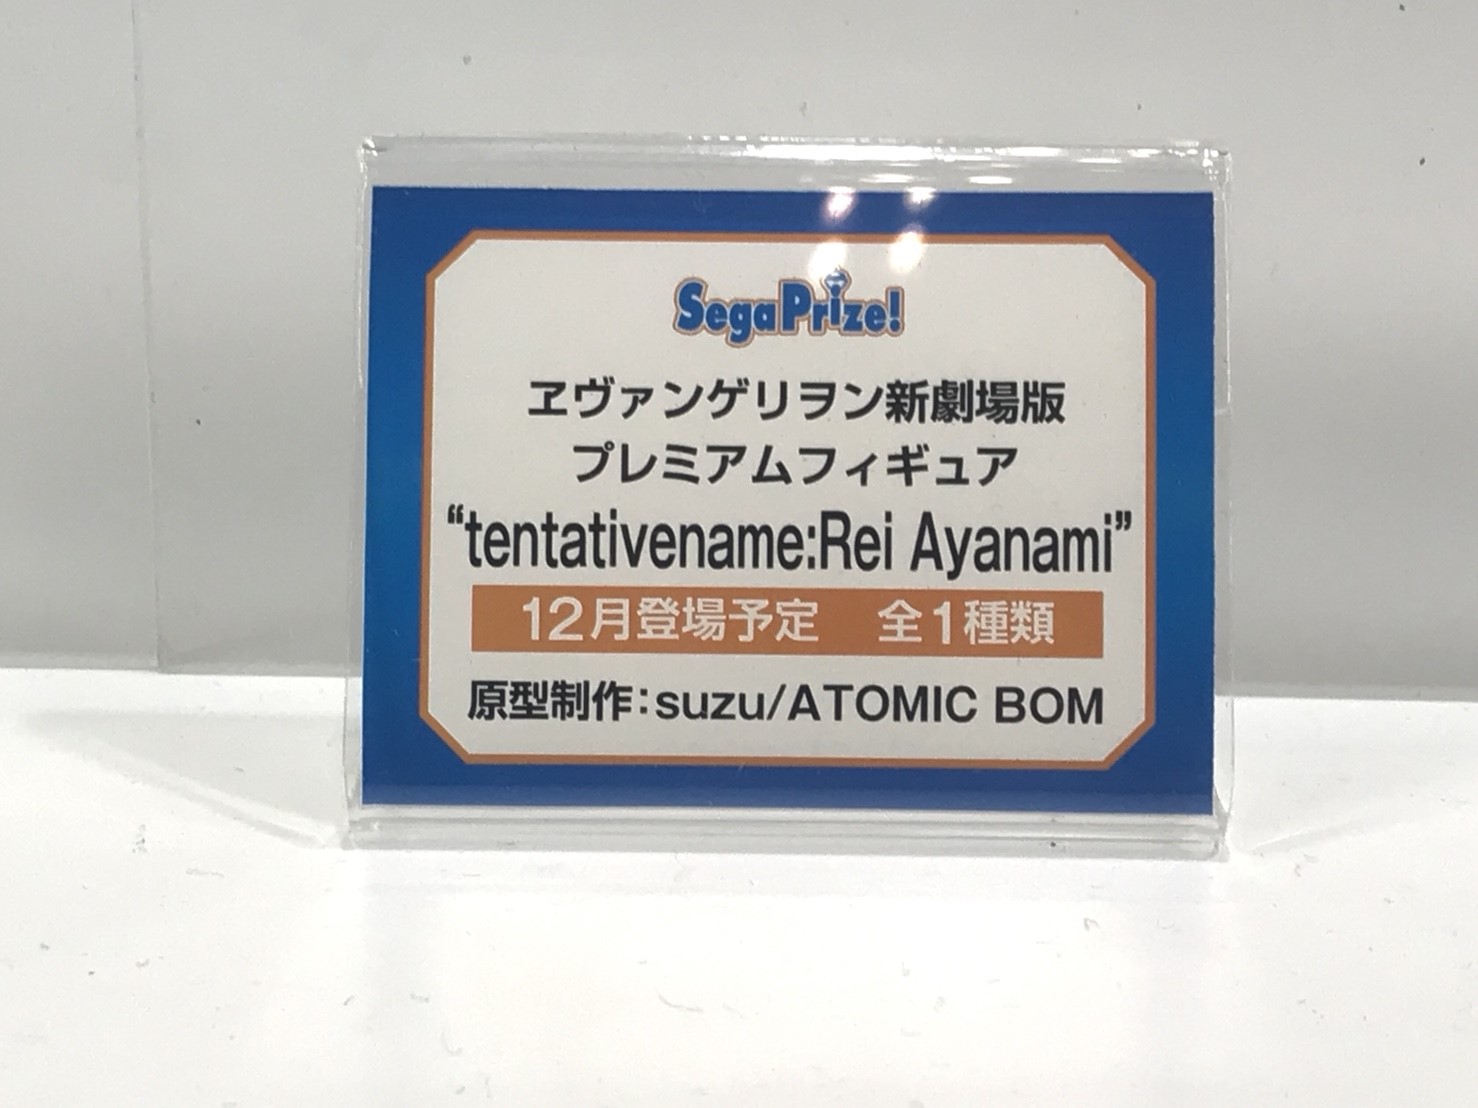 SegaPrize!
ヱヴァンゲリヲン新劇場版
プレミアムフィギュア
“tentativename:Rei Ayanami”
12月登場予定　全1種類
原型制作:suzu/ATOMIC BOM